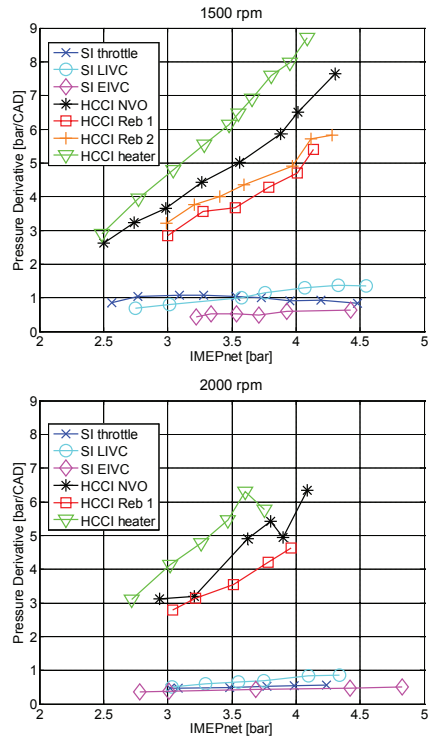 1500 rpm
9
8
7
6
5
4
3
2
1
0
Pressure Derivative [bar/CAD]
SI throttle
SI LIVC
SI EIVC
HCCI NVO
HCCI Reb 1
HCCI Reb 2
HCCI heater
2 2.5 3 3.5 4 4.5 5
IMEPnet [bar]
2000 rpm
9
8
7
6
5
4
3
2
1
0
Pressure Derivative [bar/CAD]
SI throttle
SI LIVC
SI EIVC
HCCI NVO
HCCI Reb 1
HCCI heater
2 2.5 3 3.5 4 4.5 5
IMEPnet [bar]